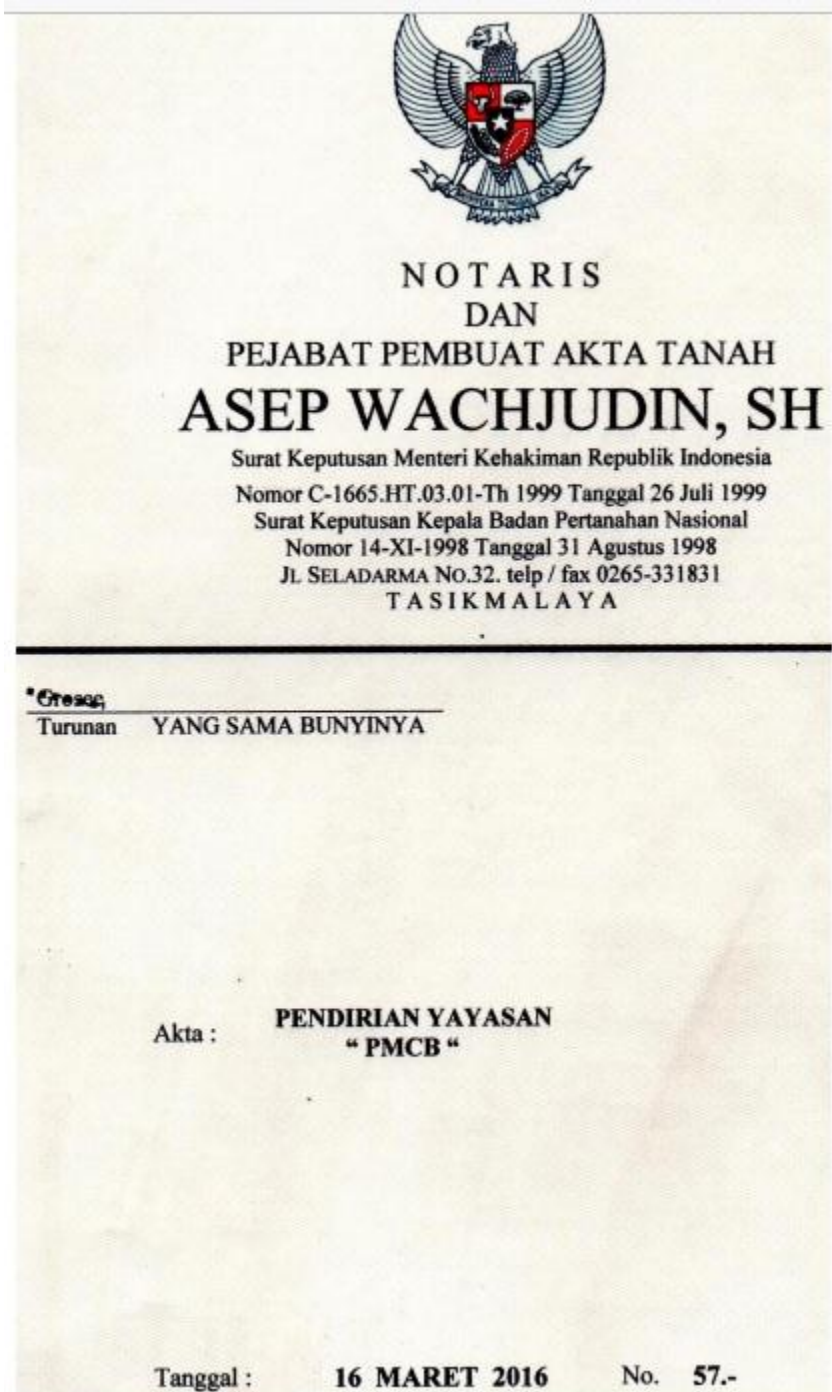 NOTARIS
DAN
PEJABAT PEMBUAT AKTA TANAH
ASEP WACHJUDIN, SH
Surat Keputusan Menteri Kehakiman Republik Indonesia
Nomor C-1665.HT.03.01-Th 1999 Tanggal 26 Juli 1999
Surat Keputusan Kepala Badan Pertanahan Nasional
Nomor 14-XI-1998 Tanggal 31 Agustus 1998
JL SELADARMA NO.32. telp / fax 0265-331831
TASIKMALAYA
Turunan YANG SAMA BUNYINYA
Akta : PENDIRIAN YAYASAN
“ PMCB “
Tanggal : 16 MARET 2016 No. 57.-